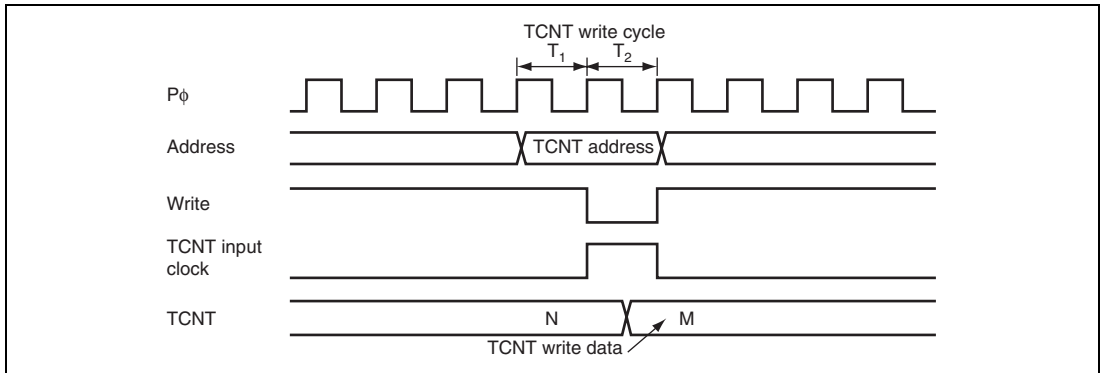 TCNT write cycle
T1 T2
Pϕ
Address
TCNT address
Write
TCNT input
clock
TCNT
N
M
TCNT write data